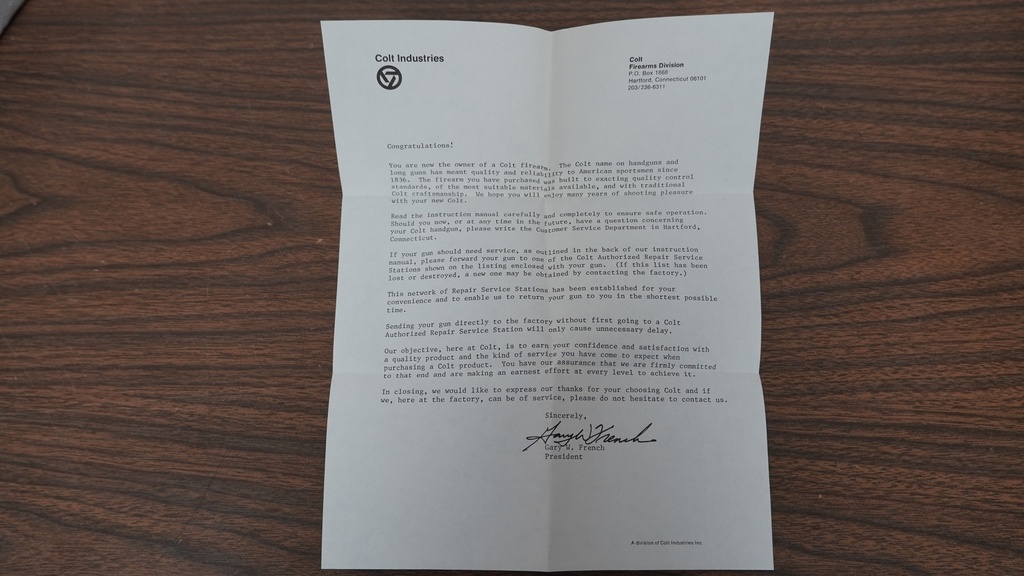 Colt Industries
Colt
Firearms Division
P.O. Box 1868
Hartford, Connecticut 06101
203/236-6311
Congratulations!
You are now the owner of a Colt firearm. The Colt name on handguns and
long guns has meant quality and reliability to American sportsmen since
1836. The firearm you have purchased was built to exacting quality control
standards, of the most suitable materials available, and with traditional
Colt craftsmanship. We hope you will enjoy many years of shooting pleasure
with your new Colt.
Read the instruction manual carefully and completely to ensure safe operation.
Should you now, or at any time in the future, have a question concerning
your Colt handgun, please write the Customer Service Department in Hartford,
Connecticut.
If your gun should need service, as outlined in the back of our instruction
manual, please forward your gun to one of the Colt Authorized Repair Service
Stations shown on the listing enclosed with your gun. (If this list has been
lost or destroyed, a new one may be obtained by contacting the factory.)
This network of Repair Service Stations has been established for your
convenience and to enable us to return your gun to you in the shortest possible
time.
Sending your gun directly to the factory without first going to a Colt
Authorized Repair Service Station will only cause unnecessary delay.
Our objective, here at Colt, is to earn your confidence and satisfaction with
a quality product and the kind of service you have come to expect when
purchasing a Colt product. You have our assurance that we are firmly committed
to that end and are making an earnest effort at every level to achieve it.
In closing, we would like to express our thanks for your choosing Colt and if
we, here at the factory, can be of service, please do not hesitate to contact us.
Sincerely,
Gary W. French
Gary W. French
President
A division of Colt Industries Inc